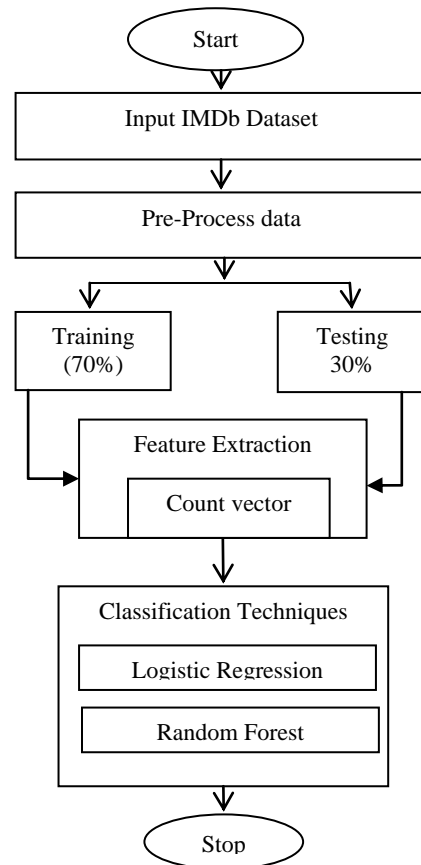 Start
Input IMDb Dataset
Pre-Process data
Training
(70%)
Testing
30%
Feature Extraction
Count vector
Classification Techniques
Logistic Regression
Random Forest
Stop